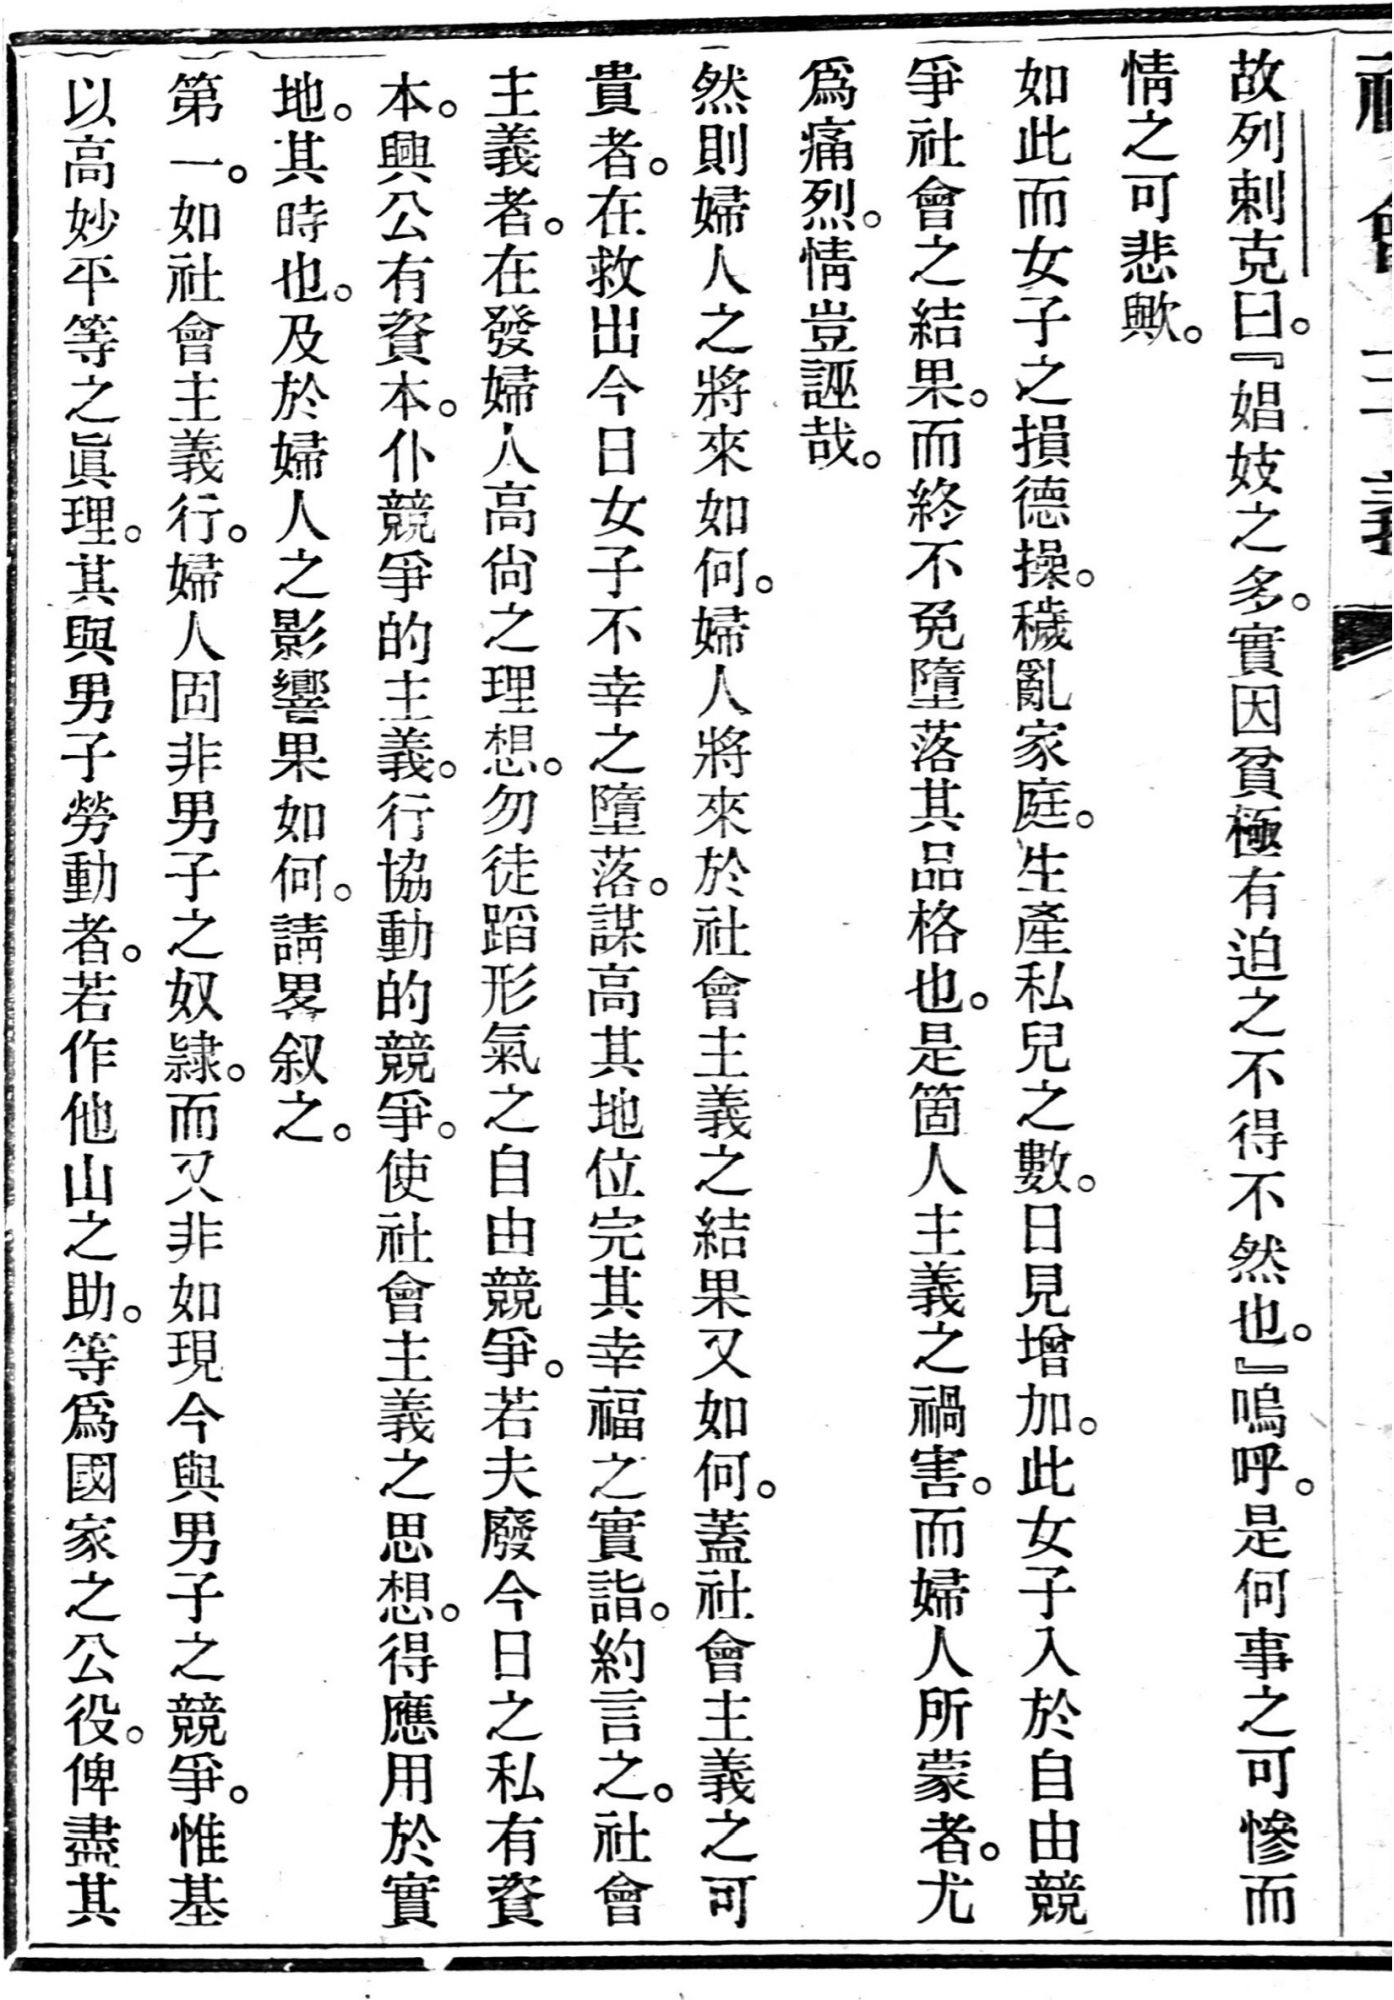 社會主義
故列剌克曰。『娼妓之多。實因貧極有迫之不得不然也。』嗚呼。是何事之可慘而
情之可悲歟。
如此而女子之損德操。穢亂家庭。生產私兒之數。日見增加。此女子入於自由競
爭社會之結果。而終不免墮落其品格也。是箇人主義之禍害。而婦人所蒙者。尤
爲痛烈。情豈誣哉。
然則婦人之將來如何。婦人將來於社會主義之結果又如何。蓋社會主義之可
貴者。在救出今日女子不幸之墮落。謀高其地位完其幸福之實詣。約言之。社會
主義者。在發婦人高尙之理想。勿徒蹈形氣之自由競爭。若夫廢今日之私有資
本。興公有資本。仆競爭的主義。行協動的競爭。使社會主義之思想。得應用於實
地。其時也。及於婦人之影響果如何。請畧叙之。
第一。如社會主義行。婦人固非男子之奴隷。而又非如現今與男子之競爭。惟基
以高妙平等之眞理。其與男子勞動者。若作他山之助。等爲國家之公役。俾盡其